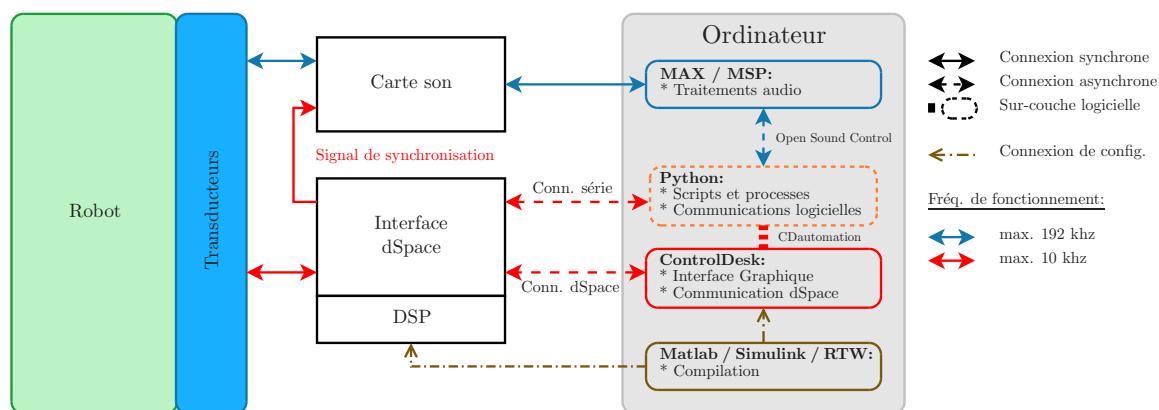 Robot
Transducteurs
Carte son
Signal de synchronisation
Interface
dSpace
DSP
Conn. série
Conn. dSpace
Ordinateur
MAX / MSP:
* Traitements audio
Open Sound Control
Python:
* Scripts et processes
* Communications logicielles
CDautomation
ControlDesk:
* Interface Graphique
* Communication dSpace
Matlab / Simulink / RTW:
* Compilation
Connexion synchrone
Connexion asynchrone
Sur-couche logicielle
Connexion de config.
Fréq. de fonctionnement:
max. 192 khz
max. 10 khz